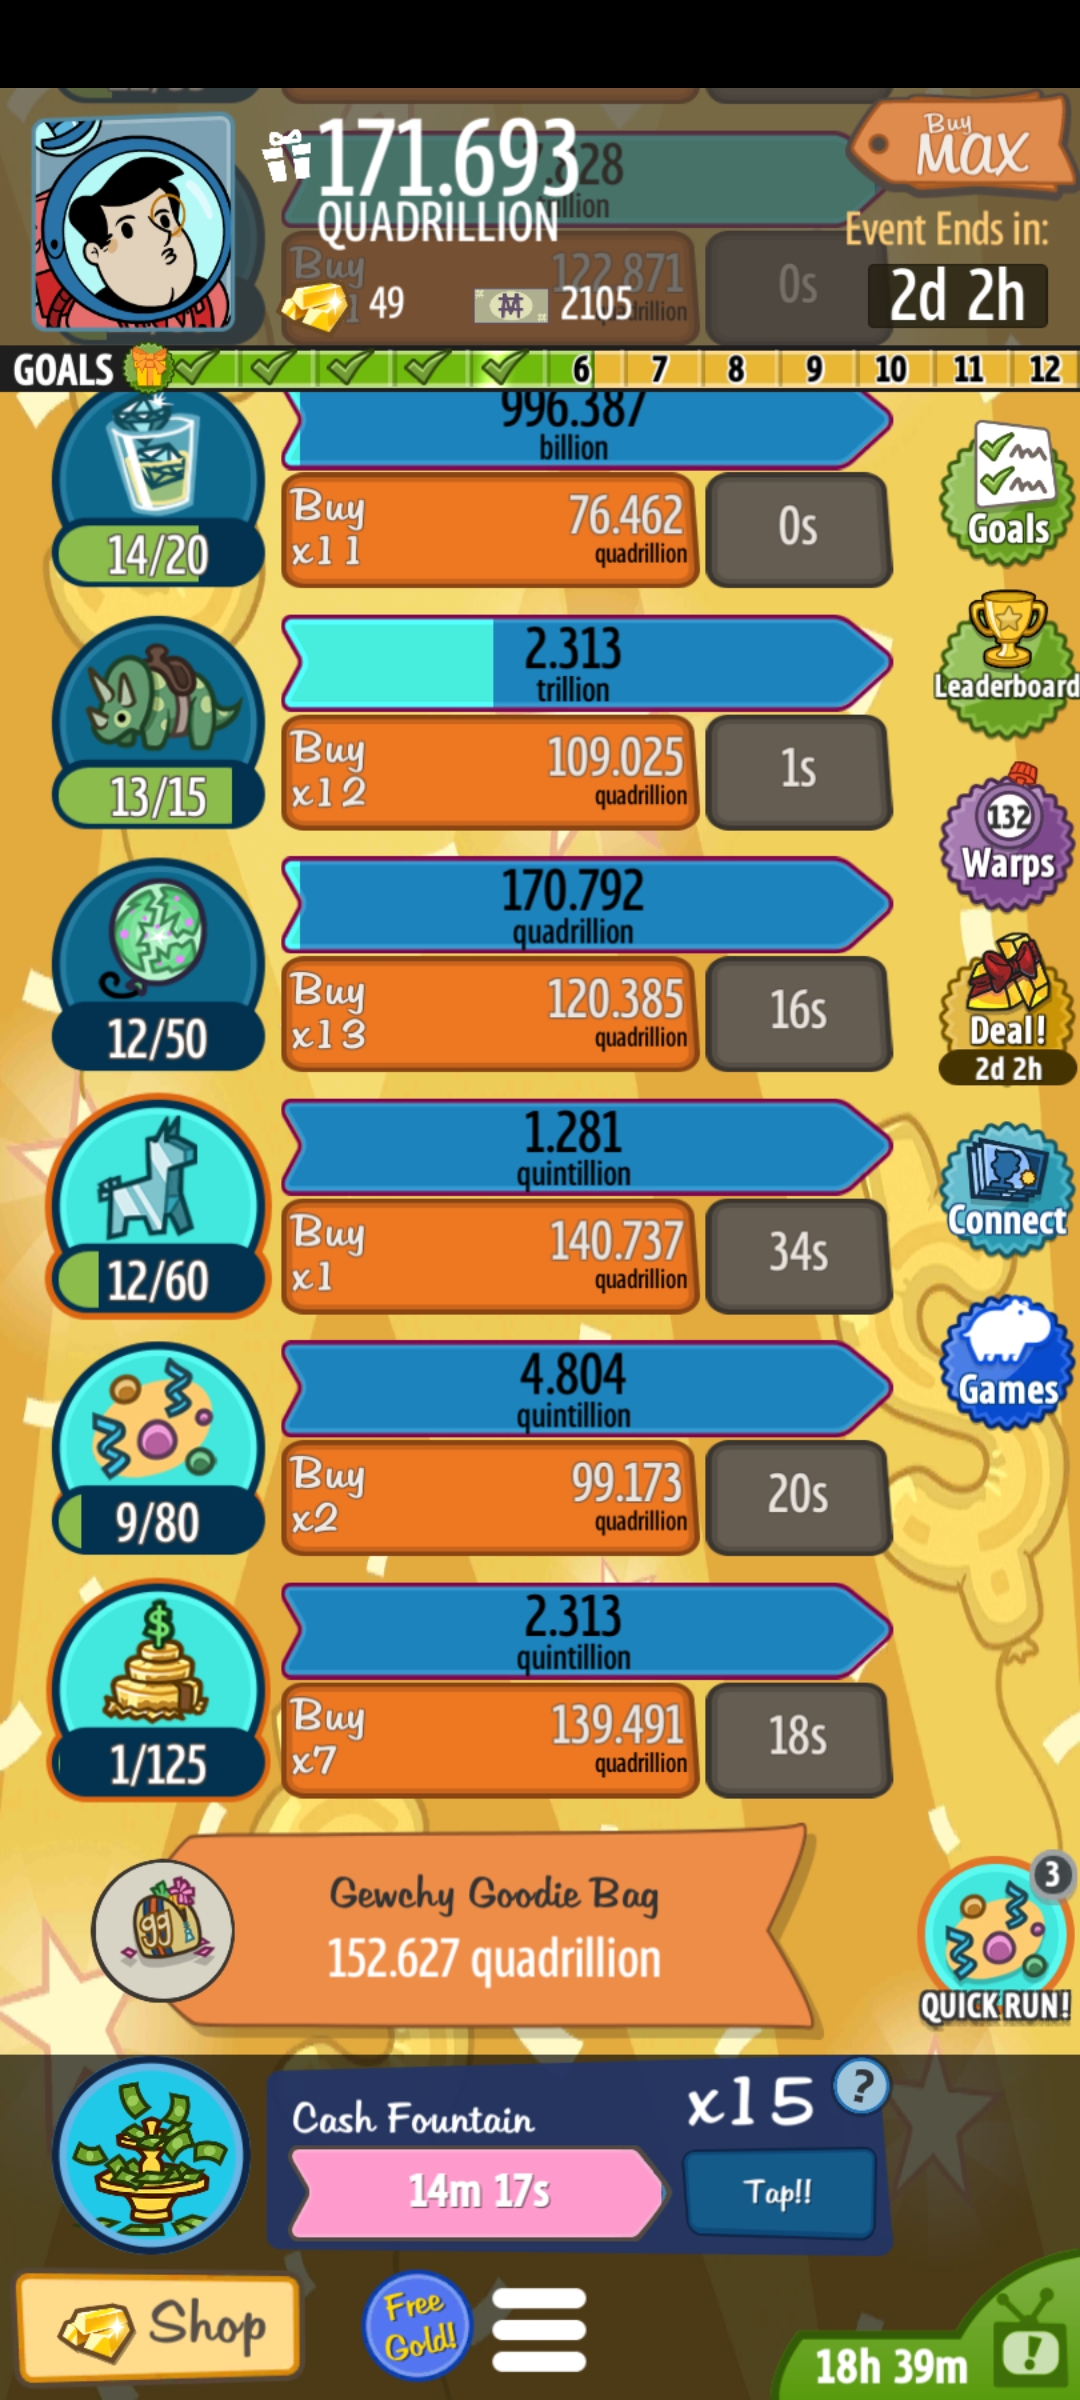 171.693
QUADRILLION
Buy
MAX
Event Ends in:
2d 2h
49
2105
Buy
122.871
0s
GOALS
6 7 8 9 10 11 12
996.387
billion
14/20
Buy
x11
76.462
quadrillion
0s
Goals
2.313
trillion
13/15
Buy
x12
109.025
quadrillion
1s
Leaderboard
170.792
quadrillion
12/50
Buy
x13
120.385
quadrillion
16s
132
Warps
Deal!
2d 2h
1.281
quintillion
12/60
Buy
x1
140.737
quadrillion
34s
Connect
4.804
quintillion
9/80
Buy
x2
99.173
quadrillion
20s
Games
$
2.313
quintillion
1/125
Buy
x7
139.491
quadrillion
18s
gg
Gewchy Goodie Bag
152.627 quadrillion
3
QUICK RUN!
Cash Fountain
x15
?
14m 17s
Tap!!
Shop
Free
Gold!
18h 39m
!